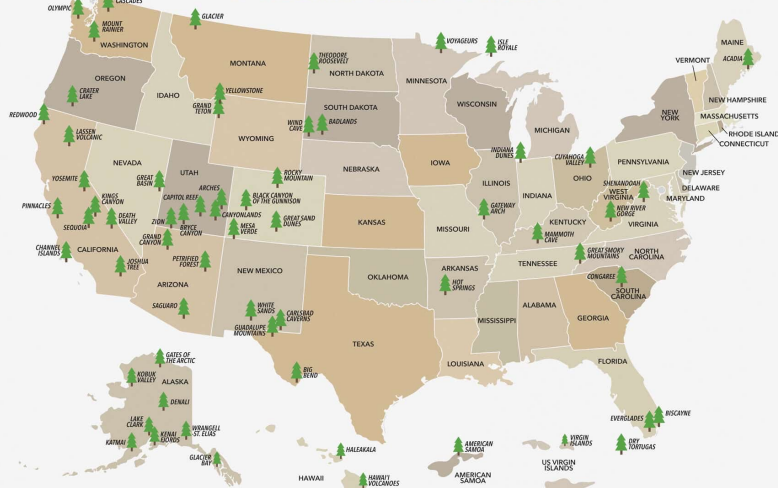 CASCADES
OLYMPIC
GLACIER
MOUNT
RAINIER
WASHINGTON
VOYAGEURS
ISLE
ROYALE
MAINE
ACADIA
THEODORE
ROOSEVELT
NORTH DAKOTA
MONTANA
MINNESOTA
VERMONT
OREGON
CRATER
LAKE
IDAHO
YELLOWSTONE
GRAND
TETON
SOUTH DAKOTA
WISCONSIN
NEW HAMPSHIRE
REDWOOD
WIND
CAVE
BADLANDS
MICHIGAN
NEW
YORK
MASSACHUSETTS
LASSEN
VOLCANIC
WYOMING
RHODE ISLAND
CONNECTICUT
INDIANA
DUNES
CUYAHOGA
VALLEY
NEVADA
IOWA
PENNSYLVANIA
YOSEMITE
GREAT
BASIN
UTAH
ROCKY
MOUNTAIN
NEBRASKA
OHIO
NEW JERSEY
ARCHES
CAPITOL REEF
BLACK CANYON
OF THE GUNNISON
ILLINOIS
INDIANA
SHENANDOAH
WEST
VIRGINIA
DELAWARE
MARYLAND
PINNACLES
KINGS
CANYON
SEQUOIA
DEATH
VALLEY
ZION
BRYCE
CANYON
CANYONLANDS
MESA
VERDE
GREAT SAND
DUNES
KANSAS
MISSOURI
GATEWAY
ARCH
KENTUCKY
NEW RIVER
GORGE
VIRGINIA
MAMMOTH
CAVE
CHANNEL
ISLANDS
CALIFORNIA
JOSHUA
TREE
GRAND
CANYON
PETRIFIED
FOREST
NEW MEXICO
OKLAHOMA
ARKANSAS
HOT
SPRINGS
TENNESSEE
GREAT SMOKY
MOUNTAINS
NORTH
CAROLINA
CONGAREE
SOUTH
CAROLINA
ARIZONA
SAGUARO
WHITE
SANDS
CARLSBAD
CAVERNS
GUADALUPE
MOUNTAINS
TEXAS
MISSISSIPPI
ALABAMA
GEORGIA
LOUISIANA
FLORIDA
BIG
BEND
GATES OF
THE ARCTIC
KOBUK
VALLEY
ALASKA
DENALI
LAKE
CLARK
KENAI
FJORDS
WRANGELL
ST. ELIAS
KATMAI
GLACIER
BAY
EVERGLADES
BISCAYNE
DRY
TORTUGAS
HALEAKALA
HAWAII
HAWAI'I
VOLCANOES
AMERICAN
SAMOA
AMERICAN
SAMOA
VIRGIN
ISLANDS
US VIRGIN
ISLANDS